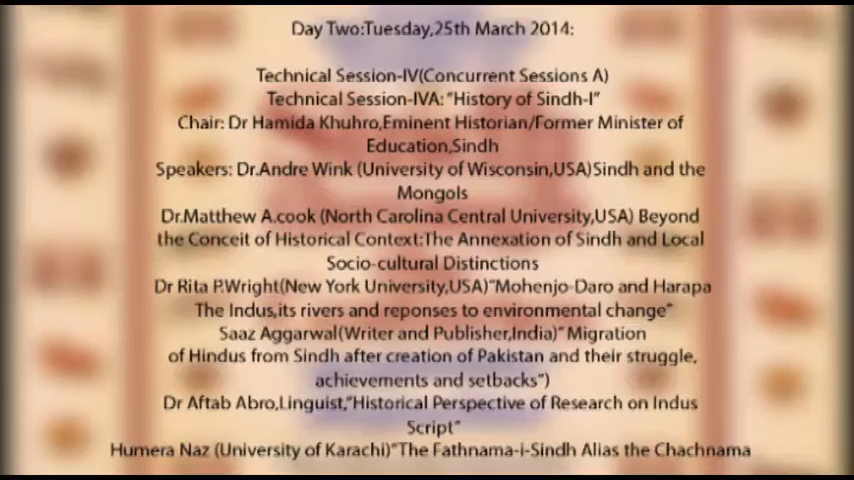 Day Two:Tuesday,25th March 2014:
Technical Session-IV(Concurrent Sessions A)
Technical Session-IVA: "History of Sindh-I"
Chair: Dr Hamida Khuhro,Eminent Historian/Former Minister of
Education,Sindh
Speakers: Dr.Andre Wink (University of Wisconsin,USA)Sindh and the
Mongols
Dr.Matthew A.cook (North Carolina Central University,USA) Beyond
the Conceit of Historical Context:The Annexation of Sindh and Local
Socio-cultural Distinctions
Dr Rita P.Wright(New York University,USA)"Mohenjo-Daro and Harapa
The Indus,its rivers and reponses to environmental change"
Saaz Aggarwal(Writer and Publisher,India)" Migration
of Hindus from Sindh after creation of Pakistan and their struggle,
achievements and setbacks")
Dr Aftab Abro,Linguist,"Historical Perspective of Research on Indus
Script"
Humera Naz (University of Karachi)"The Fathnama-i-Sindh Alias the Chachnama